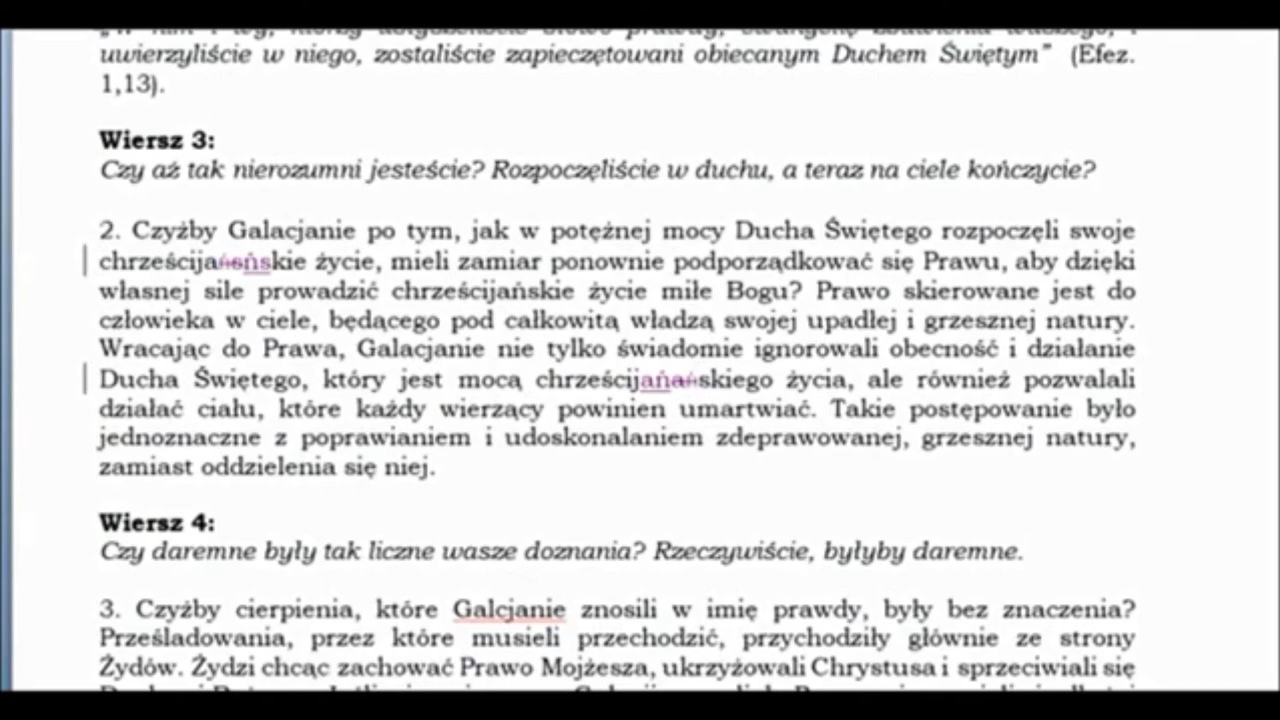 uwierzyliście w niego, zostaliście zapieczętowani obiecanym Duchem Świętym” (Efez.
1,13).
Wiersz 3:
Czy aż tak nierozumni jesteście? Rozpoczęliście w duchu, a teraz na ciele kończycie?
2. Czyżby Galacjanie po tym, jak w potężnej mocy Ducha Świętego rozpoczęli swoje
chrześcijańsńskie życie, mieli zamiar ponownie podporządkować się Prawu, aby dzięki
własnej sile prowadzić chrześcijańskie życie miłe Bogu? Prawo skierowane jest do
człowieka w ciele, będącego pod całkowitą władzą swojej upadłej i grzesznej natury.
Wracając do Prawa, Galacjanie nie tylko świadomie ignorowali obecność i działanie
Ducha Świętego, który jest mocą chrześcijańańskiego życia, ale również pozwalali
działać ciału, które każdy wierzący powinien umartwiać. Takie postępowanie było
jednoznaczne z poprawianiem i udoskonalaniem zdeprawowanej, grzesznej natury,
zamiast oddzielenia się niej.
Wiersz 4:
Czy daremne były tak liczne wasze doznania? Rzeczywiście, byłyby daremne.
3. Czyżby cierpienia, które Galcjanie znosili w imię prawdy, były bez znaczenia?
Prześladowania, przez które musieli przechodzić, przychodziły głównie ze strony
Żydów. Żydzi chcąc zachować Prawo Mojżesza, ukrzyżowali Chrystusa i sprzeciwiali się